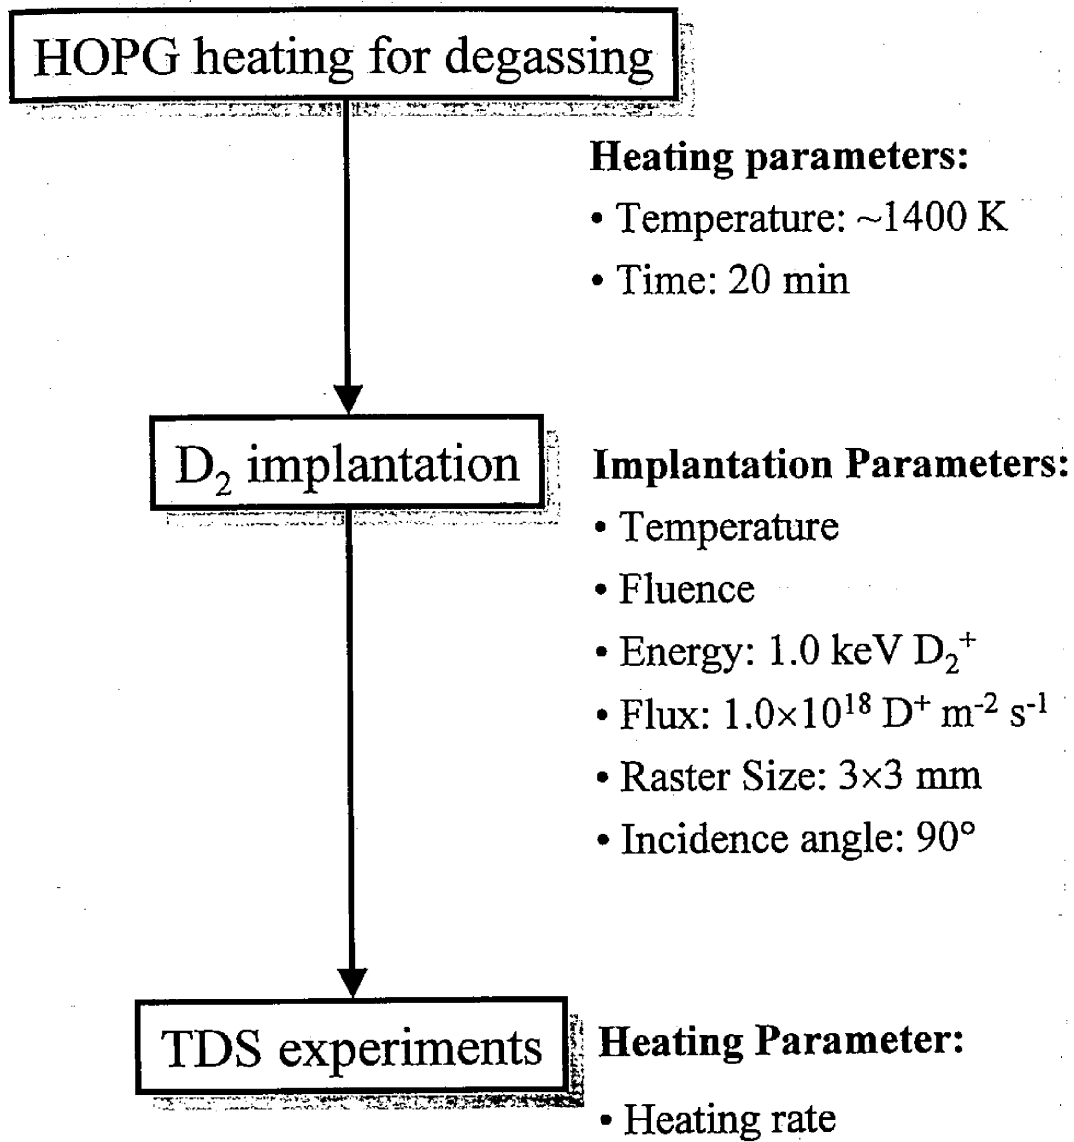 HOPG heating for degassing
Heating parameters:
• Temperature: ~1400 K
• Time: 20 min
D₂ implantation
Implantation Parameters:
• Temperature
• Fluence
• Energy: 1.0 keV D₂⁺
• Flux: 1.0×10¹⁸ D⁺ m⁻² s⁻¹
• Raster Size: 3×3 mm
• Incidence angle: 90°
TDS experiments
Heating Parameter:
• Heating rate